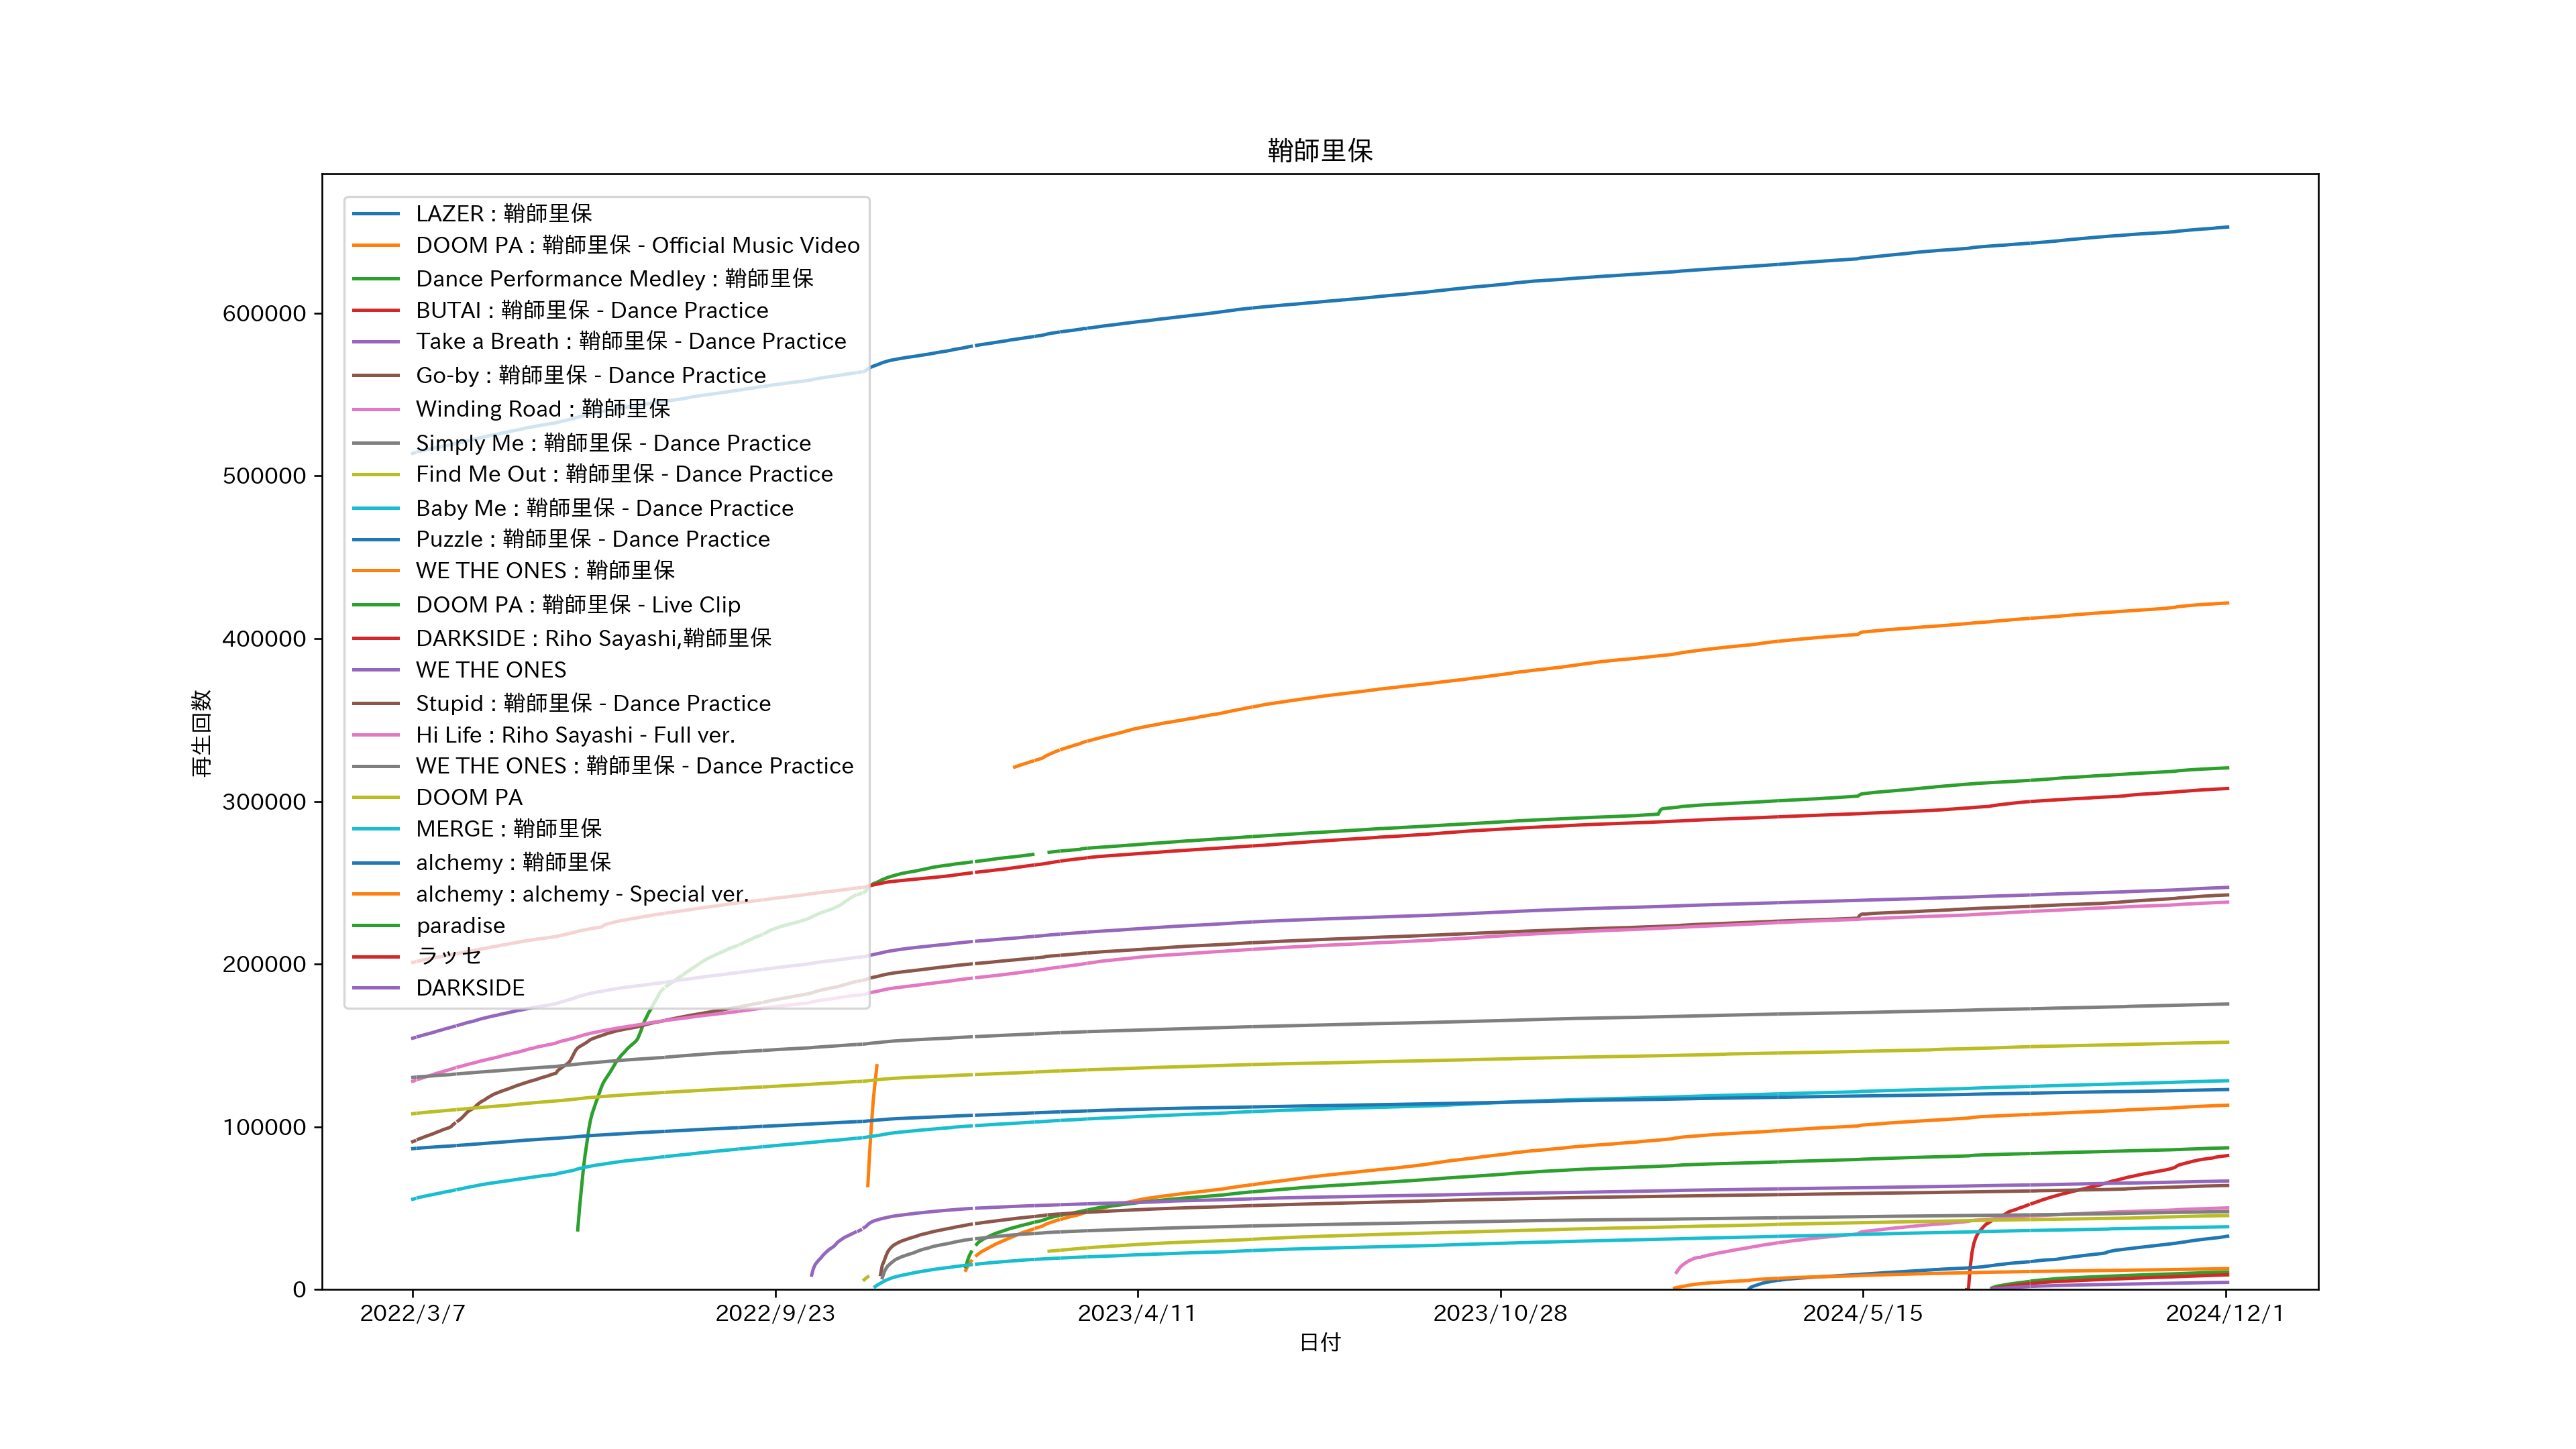 鞘師里保
LAZER : 鞘師里保
DOOM PA : 鞘師里保 - Official Music Video
Dance Performance Medley : 鞘師里保
BUTAI : 鞘師里保 - Dance Practice
Take a Breath : 鞘師里保 - Dance Practice
Go-by : 鞘師里保 - Dance Practice
Winding Road : 鞘師里保
Simply Me : 鞘師里保 - Dance Practice
Find Me Out : 鞘師里保 - Dance Practice
Baby Me : 鞘師里保 - Dance Practice
Puzzle : 鞘師里保 - Dance Practice
WE THE ONES : 鞘師里保
DOOM PA : 鞘師里保 - Live Clip
DARKSIDE : Riho Sayashi,鞘師里保
WE THE ONES
Stupid : 鞘師里保 - Dance Practice
Hi Life : Riho Sayashi - Full ver.
WE THE ONES : 鞘師里保 - Dance Practice
DOOM PA
MERGE : 鞘師里保
alchemy : 鞘師里保
alchemy : alchemy - Special ver.
paradise
ラッセ
DARKSIDE
600000
500000
400000
300000
200000
100000
0
再生回数
2022/3/7
2022/9/23
2023/4/11
2023/10/28
2024/5/15
2024/12/1
日付